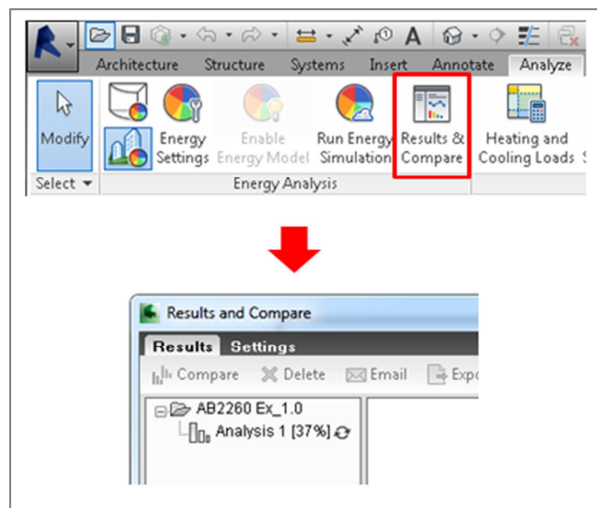 Architecture Structure Systems Insert Annotate Analyze
Modify
Energy Settings
Enable Energy Model
Run Energy Simulation
Results & Compare
Heating and Cooling Loads
Select
Energy Analysis
Results and Compare
Results Settings
Compare Delete Email
AB2260 Ex_1.0
Analysis 1 [37%]